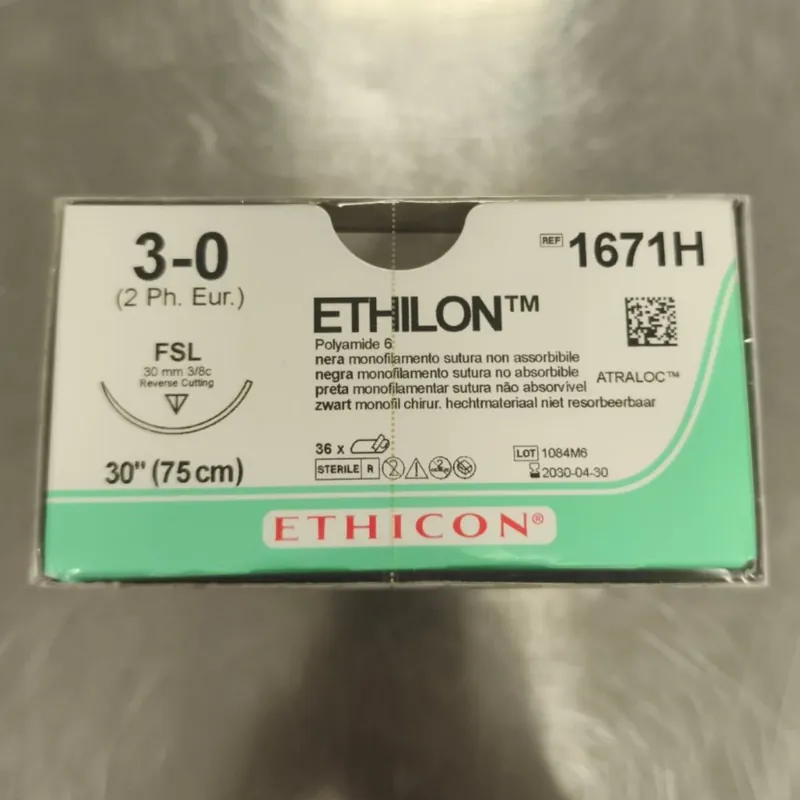 3-0
(2 Ph. Eur.)
FSL
30 mm 3/8c
Reverse Cutting
30" (75 cm)
REF 1671H
ETHILON™
Polyamide 6
nera monofilamento sutura non assorbibile
negra monofilamento sutura no absorbible
preta monofilamentar sutura não absorvível
zwart monofil chirur. hechtmateriaal niet resorbeerbaar
ATRALOC™
36 x
STERILE R
LOT 1084M6
2030-04-30
ETHICON®